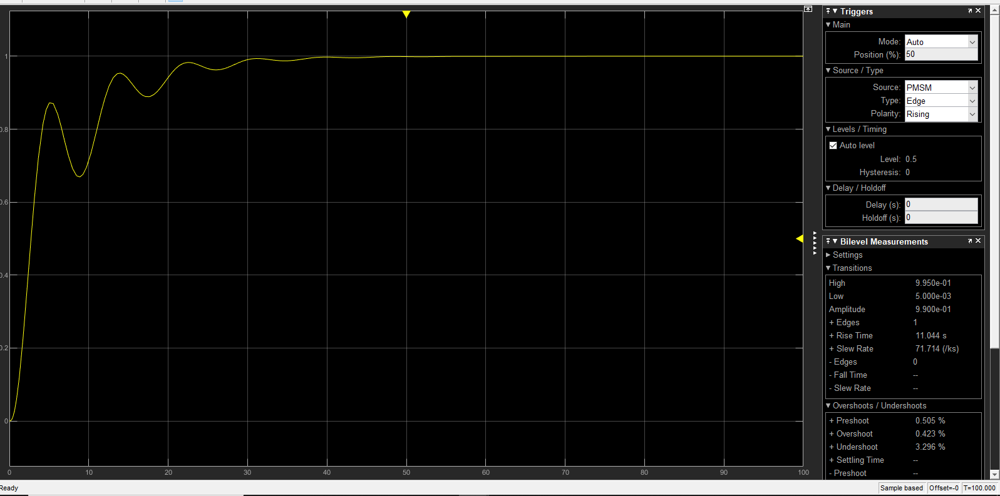 1
0.8
0.6
0.4
0.2
0
0 10 20 30 40 50 60 70 80 90 100
Triggers
Main
Mode: Auto
Position (%): 50
Source / Type
Source: PMSM
Type: Edge
Polarity: Rising
Levels / Timing
Auto level
Level: 0.5
Hysteresis: 0
Delay / Holdoff
Delay (s): 0
Holdoff (s): 0
Bilevel Measurements
Settings
Transitions
High 9.950e-01
Low 5.000e-03
Amplitude 9.900e-01
+ Edges 1
+ Rise Time 11.044 s
+ Slew Rate 71.714 (/ks)
- Edges 0
- Fall Time --
- Slew Rate --
Overshoots / Undershoots
+ Preshoot 0.505 %
+ Overshoot 0.423 %
+ Undershoot 3.296 %
+ Settling Time --
- Preshoot --
Ready
Sample based Offset=-0 T=100.000